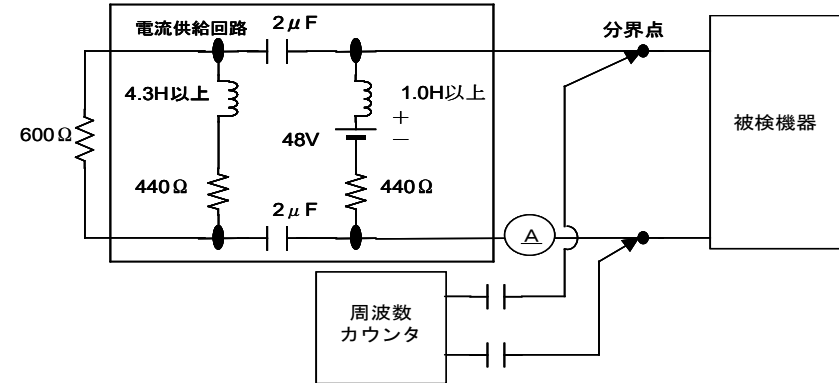 電流供給回路
2μF
分界点
4.3H以上
1.0H以上
+
−
600Ω
48V
被検機器
440Ω
440Ω
2μF
A
周波数
カウンタ